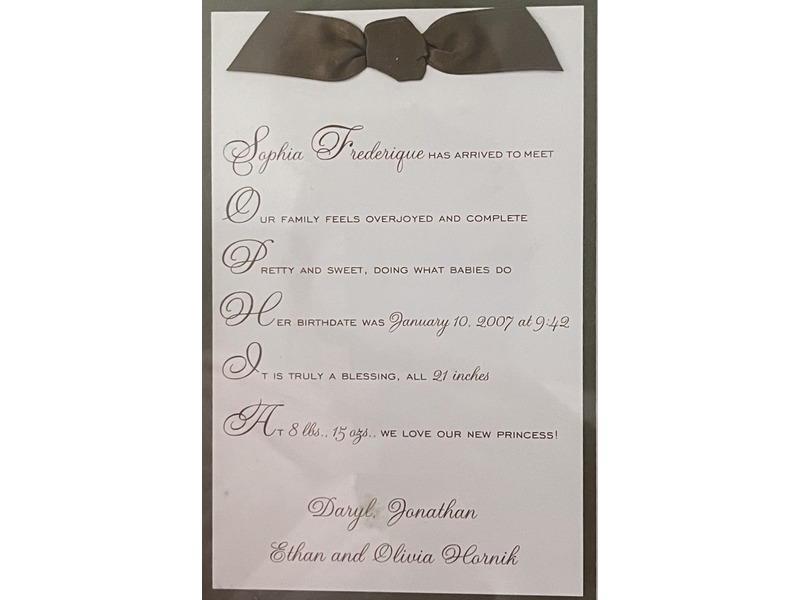 Sophia Frederique HAS ARRIVED TO MEET
OUR FAMILY FEELS OVERJOYED AND COMPLETE
PRETTY AND SWEET, DOING WHAT BABIES DO
HER BIRTHDATE WAS January 10, 2007 at 9:42
IT IS TRULY A BLESSING, ALL 21 inches
AT 8 lbs., 15 ozs., WE LOVE OUR NEW PRINCESS!
Daryl, Jonathan
Ethan and Olivia Hornik